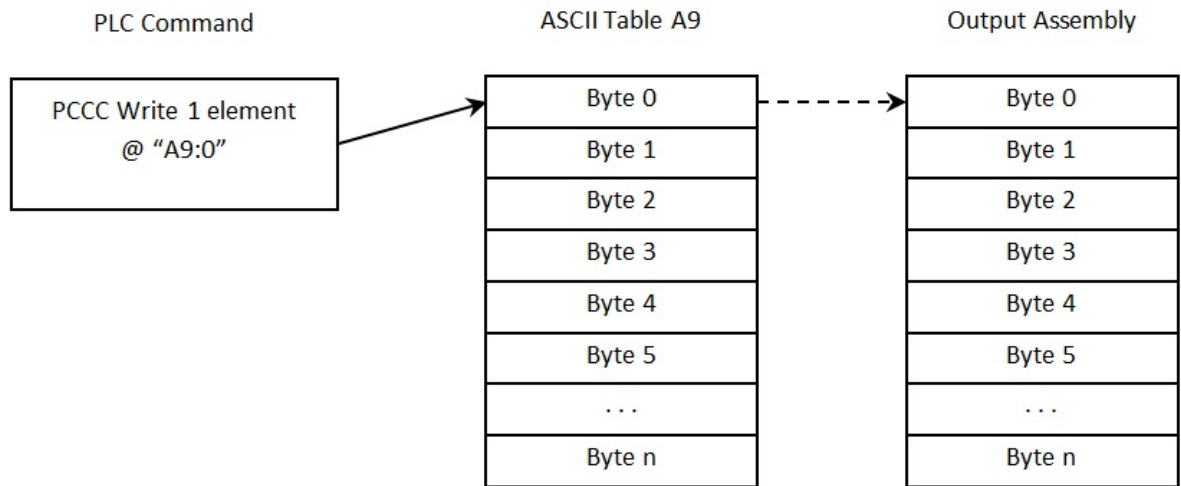 PLC Command
ASCII Table A9
Output Assembly
PCCC Write 1 element
@ “A9:0”
Byte 0
Byte 1
Byte 2
Byte 3
Byte 4
Byte 5
. . .
Byte n
Byte 0
Byte 1
Byte 2
Byte 3
Byte 4
Byte 5
. . .
Byte n